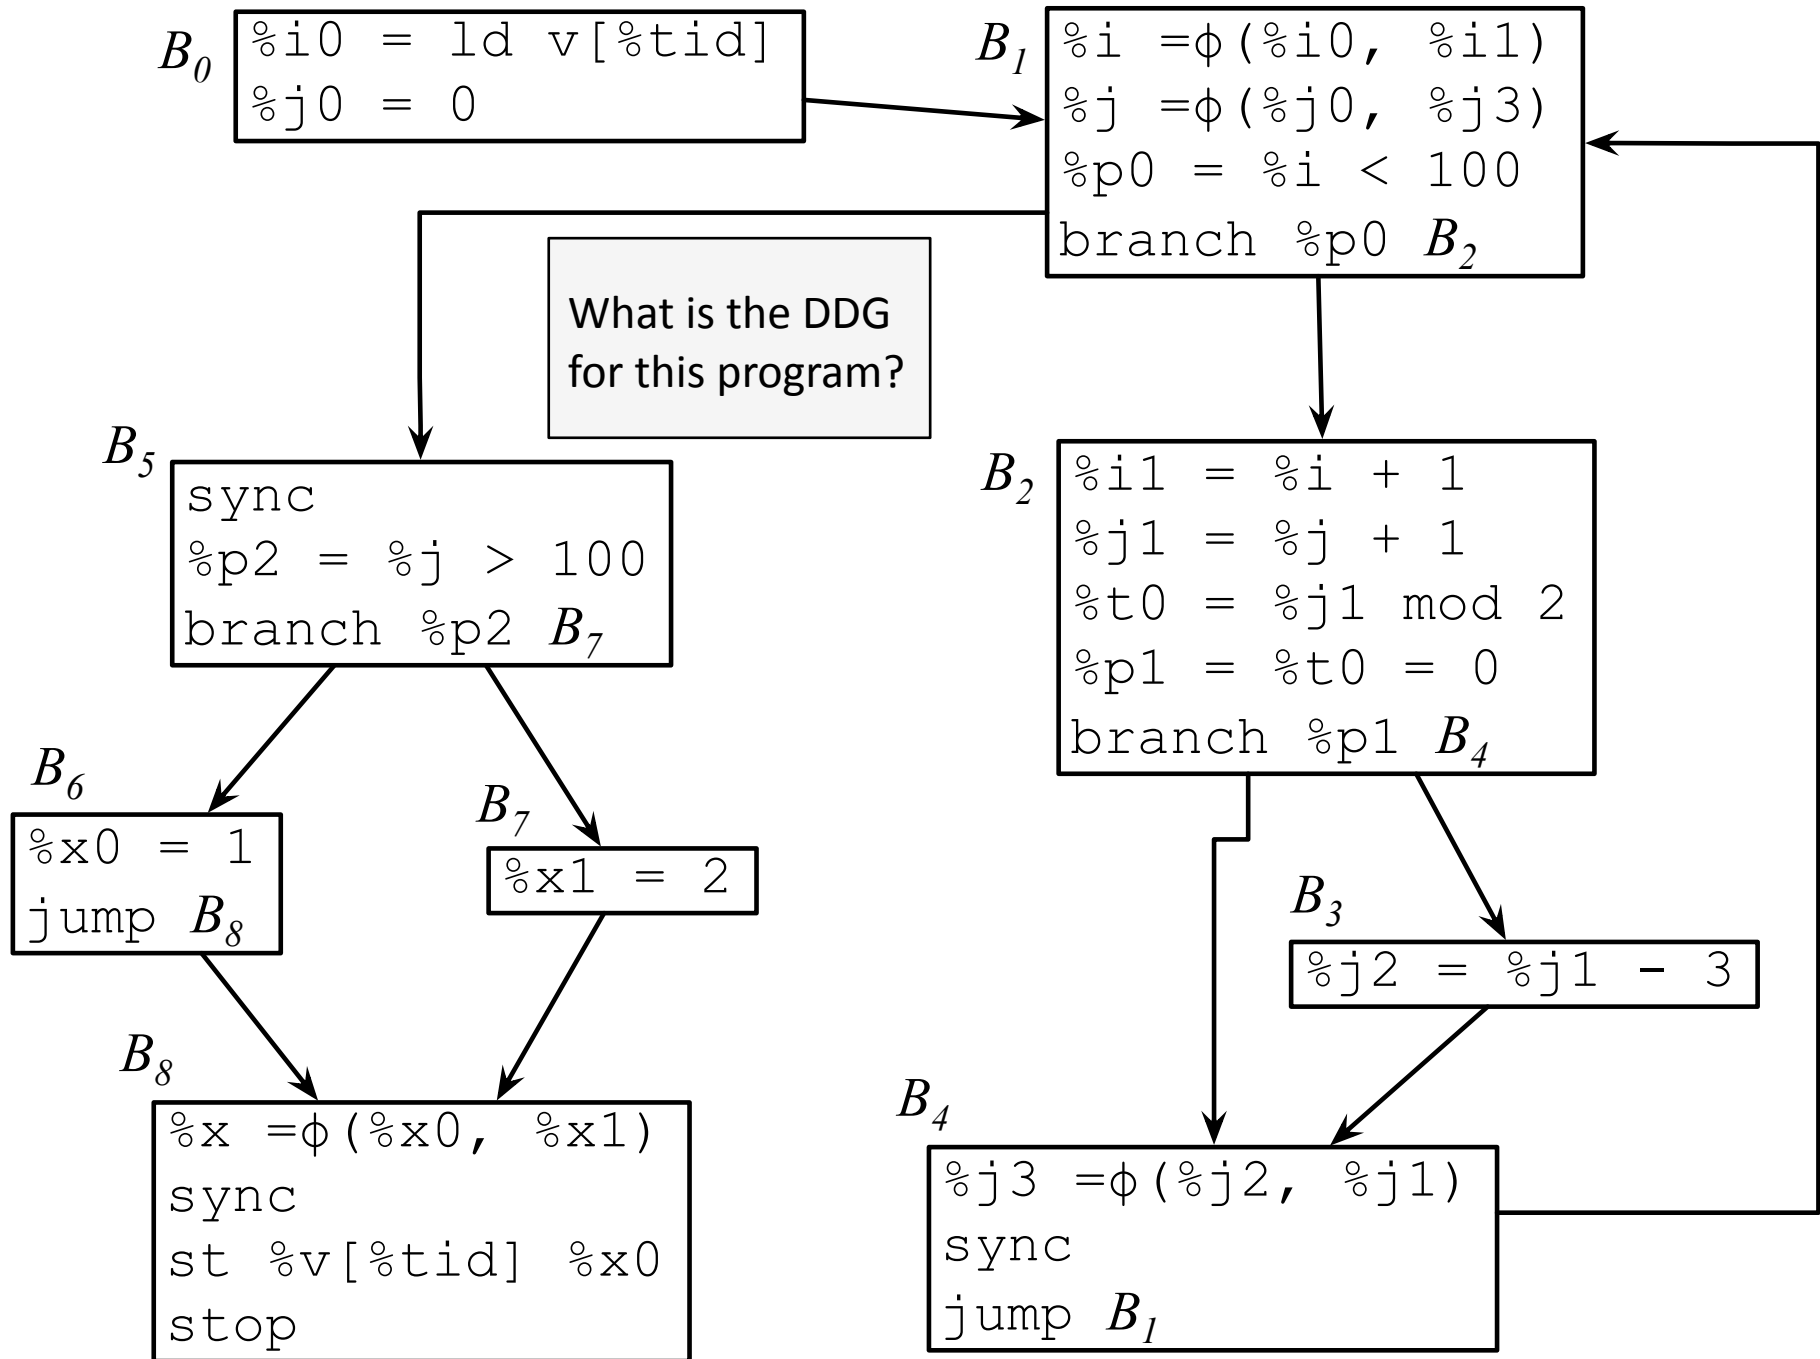 B0
%i0 = ld v[%tid]
%j0 = 0
B1
%i =ϕ(%i0, %i1)
%j =ϕ(%j0, %j3)
%p0 = %i < 100
branch %p0 B2
What is the DDG
for this program?
B5
sync
%p2 = %j > 100
branch %p2 B7
B2
%i1 = %i + 1
%j1 = %j + 1
%t0 = %j1 mod 2
%p1 = %t0 = 0
branch %p1 B4
B6
%x0 = 1
jump B8
B7
%x1 = 2
B3
%j2 = %j1 - 3
B8
%x =ϕ(%x0, %x1)
sync
st %v[%tid] %x0
stop
B4
%j3 =ϕ(%j2, %j1)
sync
jump B1